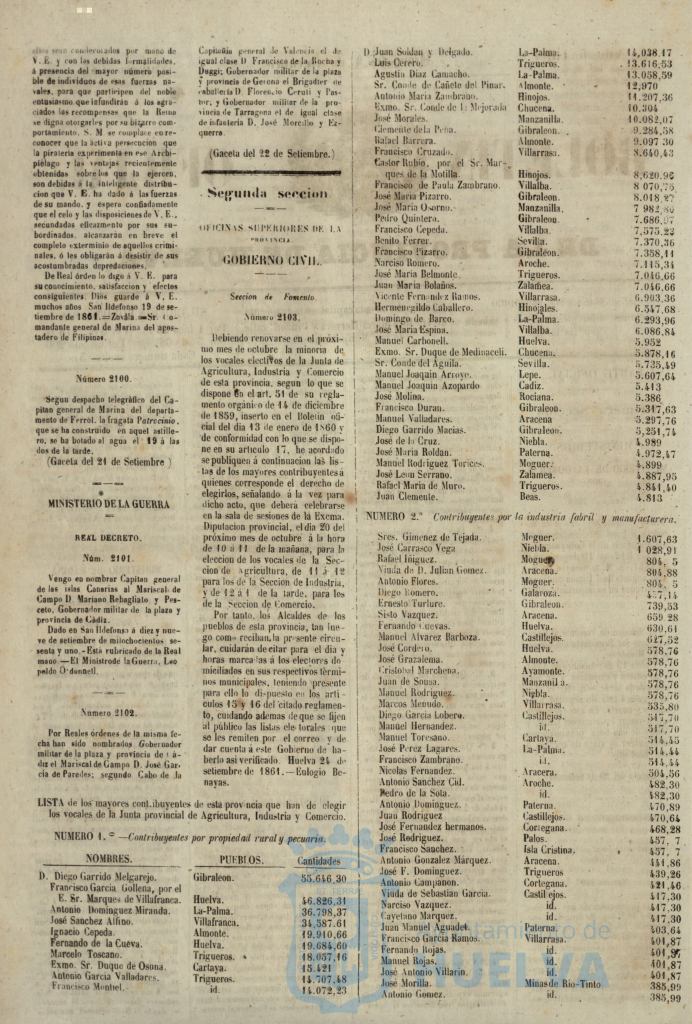 ellos sean condecorados por mano de
V. E. y con las debidas formalidades,
á presencia del mayor número posi-
ble de individuos de esas fuerzas na-
vales, para que participen del noble
entusiasmo que infundirán á los agra-
ciados las recompensas que la Reina
se digna otorgarles por su bizarro com-
portamiento. S. M. se complace en re-
conocer que la activa persecucion que
la pirateria experimenta en ese Archi-
piélago y las ventajas recientemente
obtenidas sobre los que la ejercen,
son debidas á la inteligente distribu-
cion que V. E. ha dado á las fuerzas
de su mando, y espera confiadamente
que el celo y las disposiciones de V. E.,
secundadas eficazmente por sus su-
bordinados, alcanzarán en breve el
completo exterminio de aquellos crimi-
nales, ó les obligarán á desistir de sus
acostumbradas depredaciones.
De Real órden lo digo á V. E. para
su conocimiento, satisfaccion y efectos
consiguientes. Dios guarde á V. E.
muchos años San Ildefonso 19 de se-
tiembre de 1861.=Zavala=Sr. Co-
mandante general de Marina del apos-
tadero de Filipinas.
Número 2100.
Segun despacho telegráfico del Ca-
pitan general de Marina del departa-
mento de Ferrol, la fragata Patrocinio,
que se ha construido en aquel astille-
ro, se ha botado al agua el 19 á las
dos de la tarde.
(Gaceta del 21 de Setiembre )
MINISTERIO DE LA GUERRA
REAL DECRETO.
Núm. 2101.
Vengo en nombrar Capitan general
de las islas Canarias al Mariscal de
Campo D. Mariano Rebagliato y Pes-
ceto, Gobernador militar de la plaza y
provincia de Cádiz.
Dado en San Ildefonso á diez y nue-
ve de setiembre de mil ochocientos se-
senta y uno.-Está rubricado de la Real
mano.—El Ministro de la Guerra, Leo
poldo O'donnell.
Número 2102.
Por Reales órdenes de la misma fe-
cha han sido nombrados Gobernador
militar de la plaza y provincia de Cá-
diz el Mariscal de Campo D. José Gar-
cía de Paredes; segundo Cabo de la
Capitañia general de Valencia el de
igual clase D Francisco de la Rocha y
Duggi; Gobernador militar de la plaza
y provincia de Gerona el Brigadier de
caballería D. Florencio Ceruti y Pas-
tor, y Gobernador militar de la pro-
vincia de Tarragona el de igual clase
de infanteria D. José Morcillo y Ez-
querra.
(Gaceta del 22 de Setiembre.)
Segunda seccion
OFICINAS SUPERIORES DE LA
PROVINCIA.
GOBIERNO CIVIL.
Seccion de Fomento.
Número 2103.
Debiendo renovarse en el próxi-
mo mes de octubre la minoria de
los vocales electivos de la Junta de
Agricultura, Industria y Comercio
de esta provincia, segun lo que se
dispone en el art. 51 de su regla-
mento orgánico de 14 de diciembre
de 1859, inserto en el Boletin ofi-
cial del dia 13 de enero de 1860 y
de conformidad con lo que se dispo-
ne en su articulo 17, he acordado
se publiquen á continuacion las lis-
tas de los mayores contribuyentes á
quienes corresponde el derecho de
elegirlos, señalando á la vez para
dicho acto, que deberá celebrarse
en la sala de sesiones de la Excma.
Diputacion provincial, el dia 20 del
próximo mes de octubre á la hora
de 10 á 11 de la mañana, para la
eleccion de los vocales de la Sec-
cion de Agricultura, de 11 á 12
para los de la Seccion de Industria,
y de 12 á 1 de la tarde, para los
de la Seccion de Comercio.
Por tanto, los Alcaldes de los
pueblos de esta provincia, tan lue-
go como reciban la presente circu-
lar, cuidarán de citar para el dia y
horas marcadas á los electores do-
miciliados en sus respectivos térmi-
nos municipales, teniendo presente
para ello lo dispuesto en los artí-
culos 15 y 16 del citado reglamento,
cuidando ademas de que se fijen
al público las listas electorales que
se les remiten por el correo y de
dar cuenta á este Gobierno de ha-
berlo asi verificado. Huelva 24 de
setiembre de 1861.—Eulogio Be-
nayas.
LISTA de los mayores contribuyentes de esta provincia que han de elegir
los vocales de la Junta provincial de Agricultura, Industria y Comercio.
NUMERO 1.º —Contribuyentes por propiedad rural y pecuaria.
NOMBRES. PUEBLOS. Cantidades
D. Diego Garrido Melgarejo. Gibraleon. 55.646,30
Francisco Garcia Gollena, por el
E. Sr. Marques de Villafranca. Huelva. 46.826,31
Antonio Dominguez Miranda. La-Palma. 36.798,37
José Sanchez Alfino. Villafranca. 34,587.61
Ignacio Cepeda. Almonte. 19.910,66
Fernando de la Cueva. Huelva. 19.684,60
Marcelo Toscano. Trigueros. 18.057,16
Exmo. Sr. Duque de Osona. Cartaya. 15.421
Antonio Garcia Valladares. Trigueros. 14.707,48
Francisco Montiel. id. 14.072,23
D. Juan Soldan y Delgado. La-Palma. 14,038.17
Luis Cerero. Trigueros. 13.616,53
Agustin Diaz Camacho. La-Palma. 13.058,59
Sr. Conde de Cañete del Pinar. Almonte. 12,970
Antonio Maria Zambrano. Hinojos. 11.207,36
Exmo. Sr. Conde de la Mejorada Chucena. 10.304
José Morales. Manzanilla. 10.082,07
Clemente de la Peña. Gibraleon. 9.284,58
Rafael Barrera. Almonte. 9.097 30
Francisco Cruzado. Villarrasa. 8.640,43
Castor Rubio, por el Sr. Mar-
ques de la Motilla. Hinojos. 8,620,96
Francisco de Paula Zambrano. Villalba. 8 070,75
José Maria Pizarro. Gibraleon. 8.018,27
José Maria Osorno. Manzanilla. 7 982,80
Pedro Quintero. Gibraleon. 7.686,07
Francisco Cepeda. Villalba. 7,575.23
Benito Ferrer. Sevilla. 7.370,36
Francisco Pizarro. Gibraleon. 7.358,11
Narciso Romero. Aroche. 7.115,31
José Maria Belmonte. Trigueros. 7.046,66
Juan Maria Bolaños. Zalamea. 7.046.66
Vicente Fernandez Ramos. Villarrasa. 6.903,36
Hermenegildo Caballero. Hinojales. 6.547,68
Domingo de Barco. La-Palma. 6.293,96
José Maria Espina. Villalba. 6.086,84
Manuel Carbonell. Huelva. 5.952
Exmo. Sr. Duque de Medinaceli. Chucena. 5.878,16
Sr. Conde del Aguila. Sevilla. 5.735,49
Manuel Joaquin Arroyo. Lepe. 5.607,64
Manuel Joaquin Azopardo Cadiz. 5.413
José Molina. Rociana. 5.386
Francisco Duran. Gibraleon. 5.317,63
Manuel Valladares. Aracena 5.297,76
Diego Garrido Macias. Gibraleon. 5.251,74
José de la Cruz. Niebla. 4.989
José Maria Roldan. Paterna. 4.972,47
Manuel Rodriguez Torices. Moguer. 4.899
José Leon Serrano. Zalamea. 4.887,95
Rafael Maria de Muro. Trigueros. 4.841,40
Juan Clemente. Beas. 4.813
NUMERO 2.º Contribuyentes por la industria fabril y manufacturera.
Sres. Gimenez de Tejada. Moguer. 1.607,63
José Carrasco Vega Niebla. 1 028,91
Rafael Iñiguez. Moguer. 804, 5
Viuda de D. Julian Gomez. Aracena. 804,88
Antonio Flores. Moguer. 804, 5
Diego Romero. Galaroza.
Ernesto Turlure. Gibraleon. 739,53
Sisto Vazquez. Aracena. 659 28
Fernando Cuevas. Huelva. 630,61
Manuel Alvarez Barboza. Castillejos. 627,52
José Cordero. Huelva. 578,76
José Grazalema. Almonte. 578,76
Cristobal Marchena. Ayamonte. 578,76
Juan de Sousa. Manzanilla. 578,76
Manuel Rodriguez. Niebla. 578,76
Marcos Menudo. Villarrasa. 535,80
Diego Garcia Lobero. Castillejos. 517,70
Manuel Hernandez. id. 517,70
Manuel Toresano. Cartaya. 514,45
José Perez Lagares. La-Palma. 514,44
Francisco Zambrano. id. 514,44
Nicolas Fernandez. Aracera. 504,56
Antonio Sanchez Cid. Aroche. 482,30
Pedro de la Sota. id. 482,30
Antonio Dominguez. Paterna. 470,89
Juan Rodriguez Castillejos. 470,64
José Fernandez hermanos. Cortegana. 468,28
José Rodriguez. Palos. 457, 7
Francisco Sanchez. Isla Cristina. 457, 7
Antonio Gonzalez Márquez. Aracena. 441,86
José F. Dominguez. Trigueros 439,26
Antonio Campanon. Cortegana. 421,46
Viuda de Sebastian Garcia. Castillejos. 417,30
Narciso Vazquez. id. 417.30
Cayetano Marquez. id. 417,30
Juan Manuel Aguadet. Paterna. 403,64
Francisco Garcia Ramos. Villarrasa. 401,87
Fernando Rojas. id. 401,87
Manuel Rojas. id. 401,87
José Antonio Villarin. id. 401,87
José Morilla. Minas de Rio-Tinto 385,99
Antonio Gomez. id. 385,99
Ayuntamiento de
HUELVA